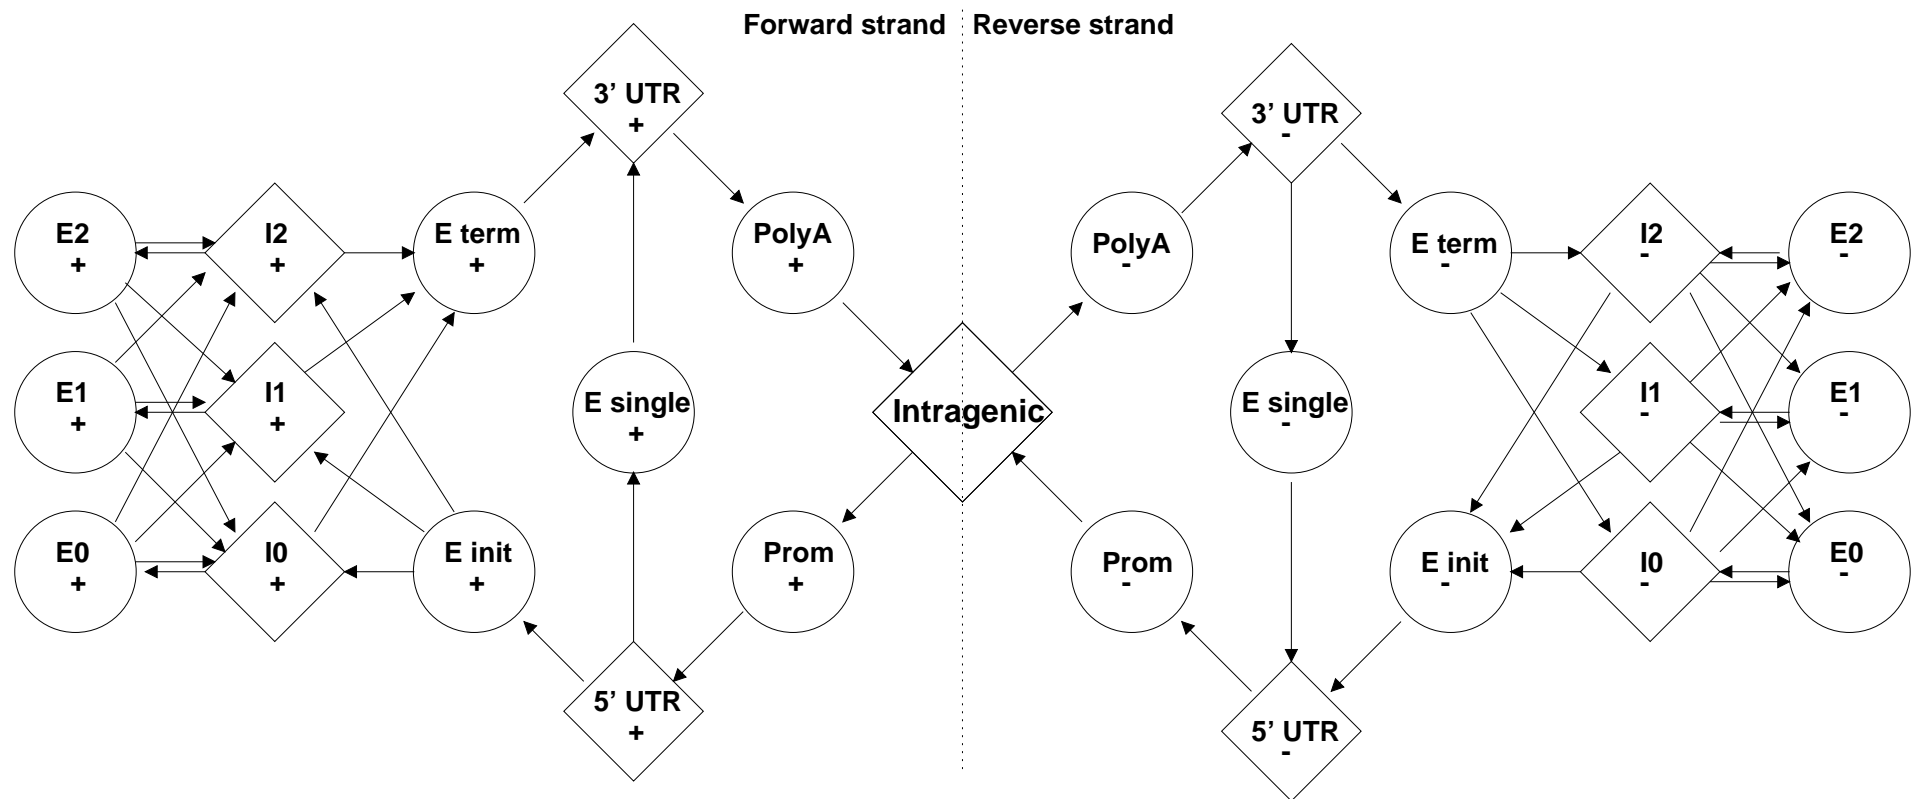 Forward strand
Reverse strand
3’ UTR
+
3’ UTR
-
E2
+
I2
+
E term
+
PolyA
+
PolyA
-
E term
-
I2
-
E2
-
E1
+
I1
+
E single
+
Intragenic
E single
-
I1
-
E1
-
E0
+
I0
+
E init
+
Prom
+
Prom
-
E init
-
I0
-
E0
-
5’ UTR
+
5’ UTR
-